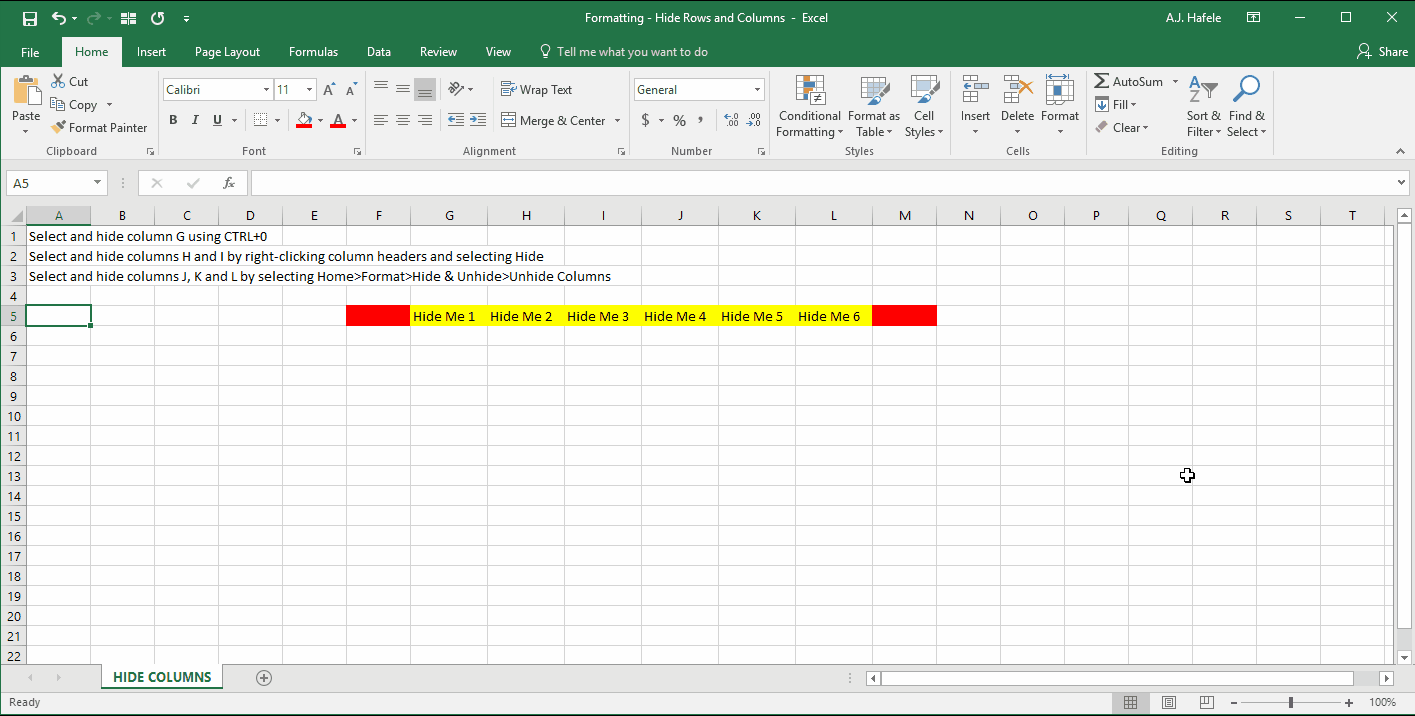 Formatting - Hide Rows and Columns - Excel
A.J. Hafele
File Home Insert Page Layout Formulas Data Review View Tell me what you want to do Share
Paste
Cut
Copy
Format Painter
Clipboard
Calibri 11 A A
B I U A
Font
Wrap Text
Merge & Center
Alignment
General
$ % , .00 .0 .00 .0
Number
Conditional Formatting
Format as Table
Cell Styles
Styles
Insert
Delete
Format
Cells
AutoSum
Fill
Clear
Sort & Filter
Find & Select
Editing
A5 fx
A B C D E F G H I J K L M N O P Q R S T
1 Select and hide column G using CTRL+0
2 Select and hide columns H and I by right-clicking column headers and selecting Hide
3 Select and hide columns J, K and L by selecting Home>Format>Hide & Unhide>Unhide Columns
4
5 Hide Me 1 Hide Me 2 Hide Me 3 Hide Me 4 Hide Me 5 Hide Me 6
6
7
8
9
10
11
12
13
14
15
16
17
18
19
20
21
22
HIDE COLUMNS
Ready
100%